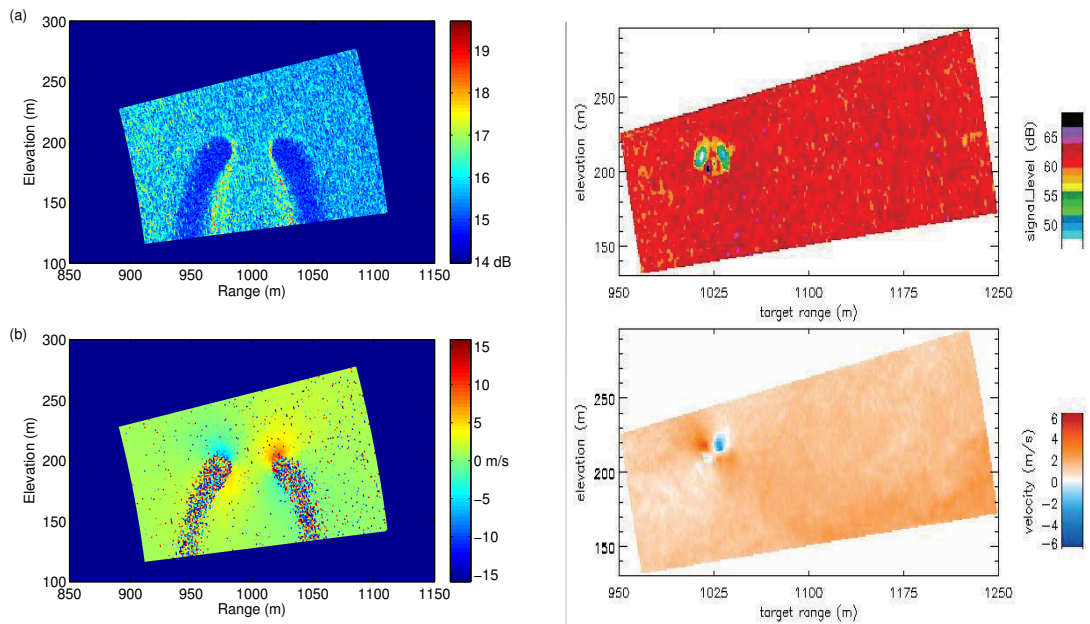 (a)
300
250
200
150
100
Elevation (m)
850 900 950 1000 1050 1100 1150
Range (m)
19
18
17
16
15
14 dB
(b)
300
250
200
150
100
Elevation (m)
850 900 950 1000 1050 1100 1150
Range (m)
15
10
5
0 m/s
−5
−10
−15
250
200
150
elevation (m)
950 1025 1100 1175 1250
target range (m)
65
60
55
50
signal_level (dB)
250
200
150
elevation (m)
950 1025 1100 1175 1250
target range (m)
6
4
2
0
−2
−4
−6
velocity (m/s)